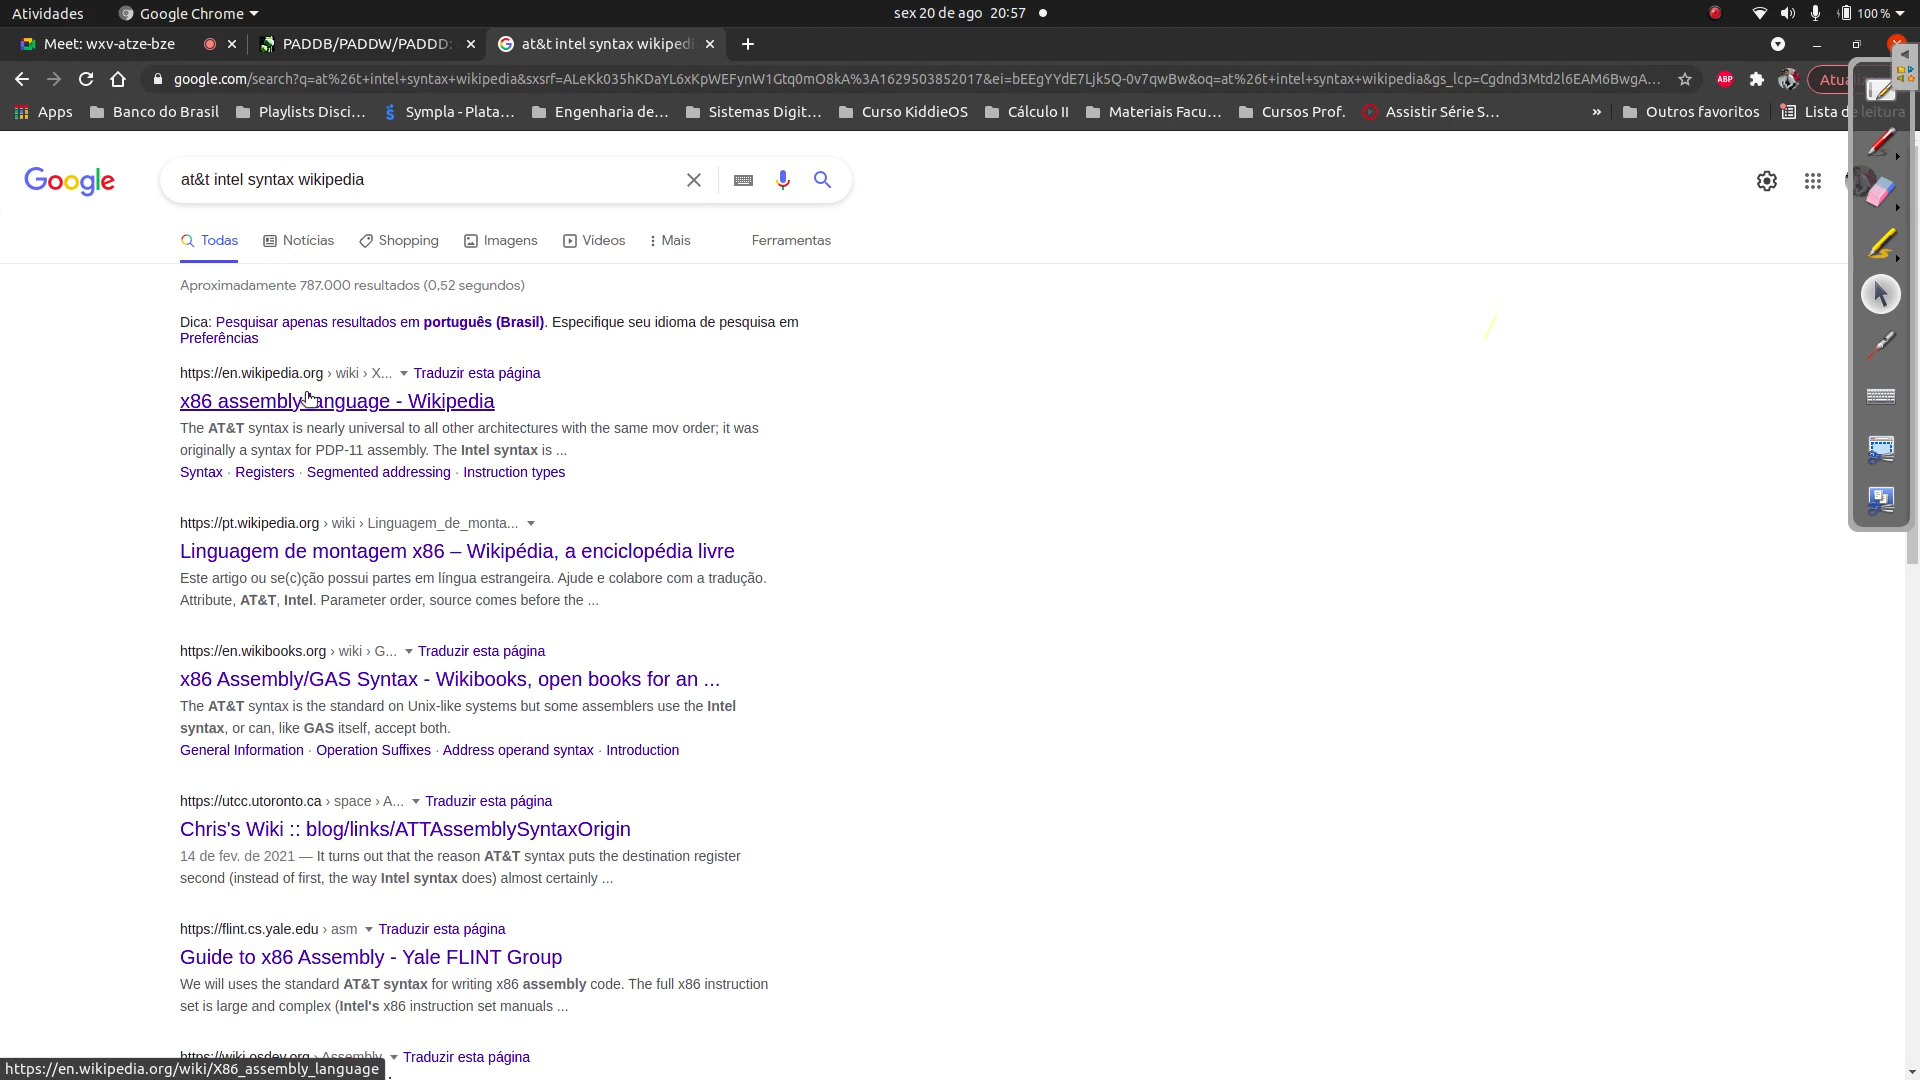 Atividades Google Chrome sex 20 de ago 20:57 100 %
Meet: wxv-atze-bze PADDB/PADDW/PADDD: at&t intel syntax wikipedi
google.com/search?q=at%26t+intel+syntax+wikipedia&sxsrf=ALeKk035hKDaYL6xKpWEFynW1Gtq0mO8kA%3A1629503852017&ei=bEEgYYdE7Ljk5Q-0v7qwBw&oq=at%26t+intel+syntax+wikipedia&gs_lcp=Cgdnd3Mtd2l6EAM6BwgA... ABP Atu
Apps Banco do Brasil Playlists Disci... Sympla - Plata... Engenharia de... Sistemas Digit... Curso KiddieOS Cálculo II Materiais Facu... Cursos Prof. Assistir Série S... » Outros favoritos Lista de leitura
Google at&t intel syntax wikipedia
Todas Notícias Shopping Imagens Vídeos Mais Ferramentas
Aproximadamente 787.000 resultados (0,52 segundos)
Dica: Pesquisar apenas resultados em português (Brasil). Especifique seu idioma de pesquisa em
Preferências
https://en.wikipedia.org › wiki › X... Traduzir esta página
x86 assembly language - Wikipedia
The AT&T syntax is nearly universal to all other architectures with the same mov order; it was
originally a syntax for PDP-11 assembly. The Intel syntax is ...
Syntax · Registers · Segmented addressing · Instruction types
https://pt.wikipedia.org › wiki › Linguagem_de_monta...
Linguagem de montagem x86 – Wikipédia, a enciclopédia livre
Este artigo ou se(c)ção possui partes em língua estrangeira. Ajude e colabore com a tradução.
Attribute, AT&T, Intel. Parameter order, source comes before the ...
https://en.wikibooks.org › wiki › G... Traduzir esta página
x86 Assembly/GAS Syntax - Wikibooks, open books for an ...
The AT&T syntax is the standard on Unix-like systems but some assemblers use the Intel
syntax, or can, like GAS itself, accept both.
General Information · Operation Suffixes · Address operand syntax · Introduction
https://utcc.utoronto.ca › space › A... Traduzir esta página
Chris's Wiki :: blog/links/ATTAssemblySyntaxOrigin
14 de fev. de 2021 — It turns out that the reason AT&T syntax puts the destination register
second (instead of first, the way Intel syntax does) almost certainly ...
https://flint.cs.yale.edu › asm Traduzir esta página
Guide to x86 Assembly - Yale FLINT Group
We will uses the standard AT&T syntax for writing x86 assembly code. The full x86 instruction
set is large and complex (Intel's x86 instruction set manuals ...
https://wiki.osdev.org › Assembly Traduzir esta página
https://en.wikipedia.org/wiki/X86_assembly_language